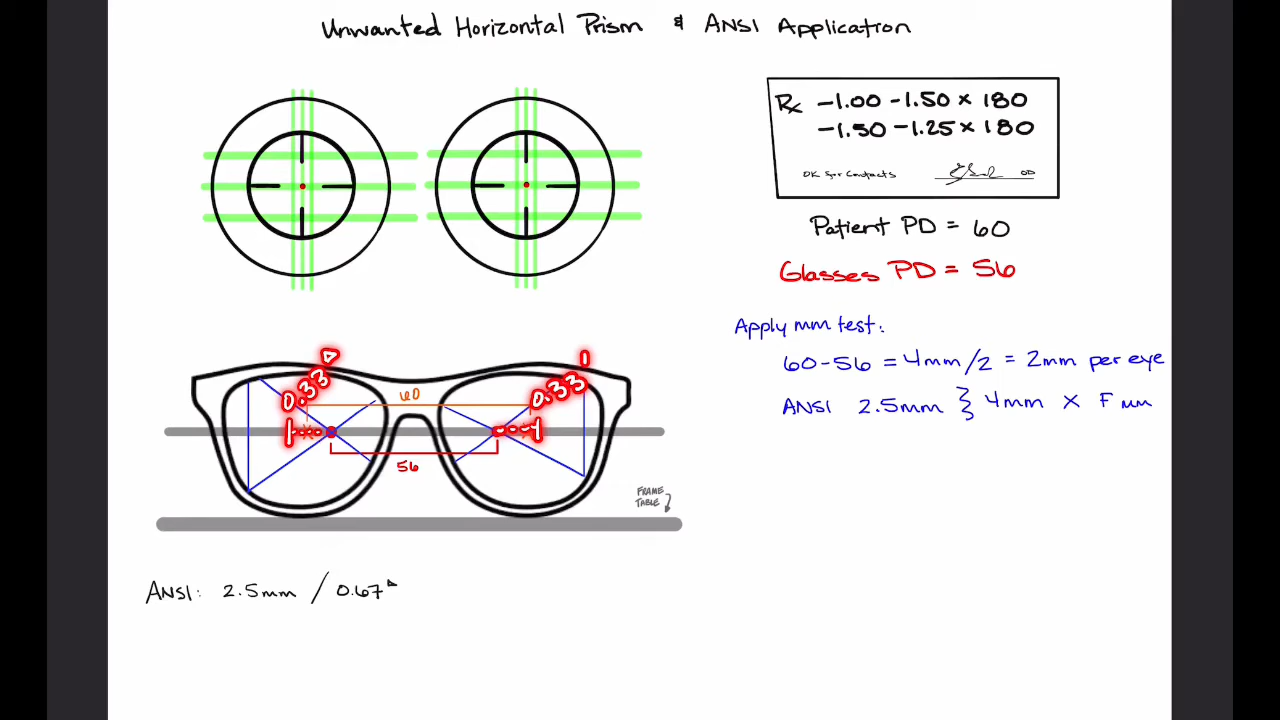 Unwanted Horizontal Prism & ANSI Application
Rx -1.00 -1.50 x 180
-1.50 -1.25 x 180
OK for Contacts
OD
Patient PD = 60
Glasses PD = 56
Apply mm test:
60-56 = 4mm/2 = 2mm per eye
ANSI 2.5mm } 4mm X F mm
0.33 Δ
0.33
60
56
FRAME
TABLE
ANSI: 2.5mm / 0.67 Δ